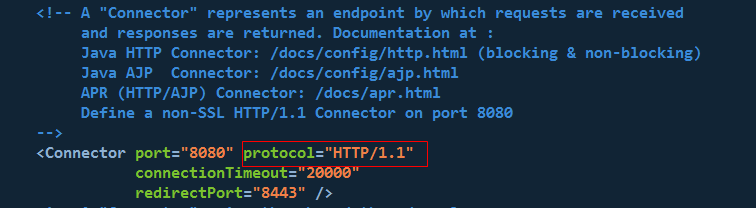 <!-- A "Connector" represents an endpoint by which requests are received
and responses are returned. Documentation at :
Java HTTP Connector: /docs/config/http.html (blocking & non-blocking)
Java AJP  Connector: /docs/config/ajp.html
APR (HTTP/AJP) Connector: /docs/apr.html
Define a non-SSL HTTP/1.1 Connector on port 8080
-->
<Connector port="8080" protocol="HTTP/1.1"
connectionTimeout="20000"
redirectPort="8443" />